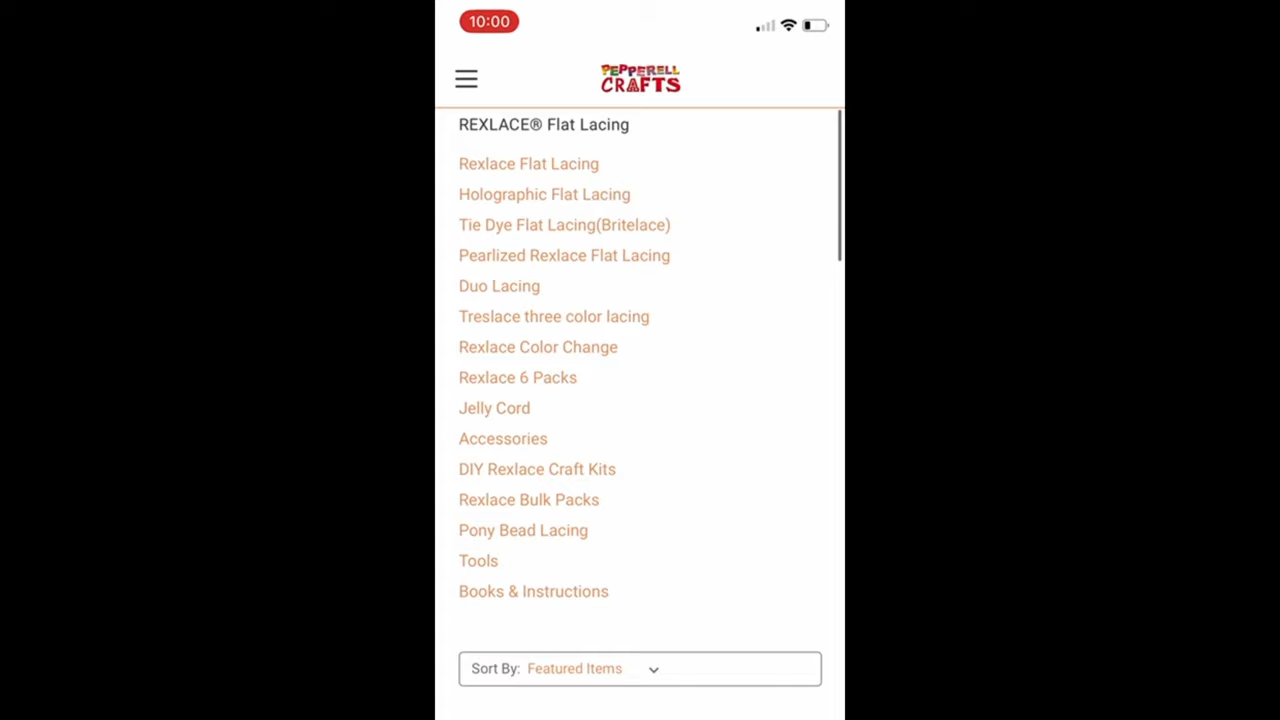 10:00
PEPPERELL
CRAFTS
REXLACE® Flat Lacing
Rexlace Flat Lacing
Holographic Flat Lacing
Tie Dye Flat Lacing(Britelace)
Pearlized Rexlace Flat Lacing
Duo Lacing
Treslace three color lacing
Rexlace Color Change
Rexlace 6 Packs
Jelly Cord
Accessories
DIY Rexlace Craft Kits
Rexlace Bulk Packs
Pony Bead Lacing
Tools
Books & Instructions
Sort By: Featured Items